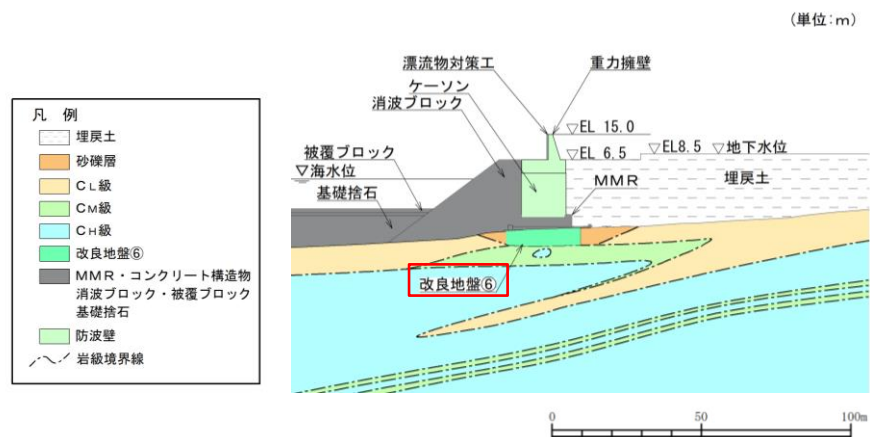 (単位:m)
漂流物対策工
重力擁壁
ケーソン
消波ブロック
▽EL 15.0
被覆ブロック
▽EL 6.5
▽EL8.5 ▽地下水位
▽海水位
MMR
埋戻土
基礎捨石
改良地盤⑥
凡 例
埋戻土
砂礫層
CL級
CM級
CH級
改良地盤⑥
MMR・コンクリート構造物
消波ブロック・被覆ブロック
基礎捨石
防波壁
岩級境界線
0 50 100m